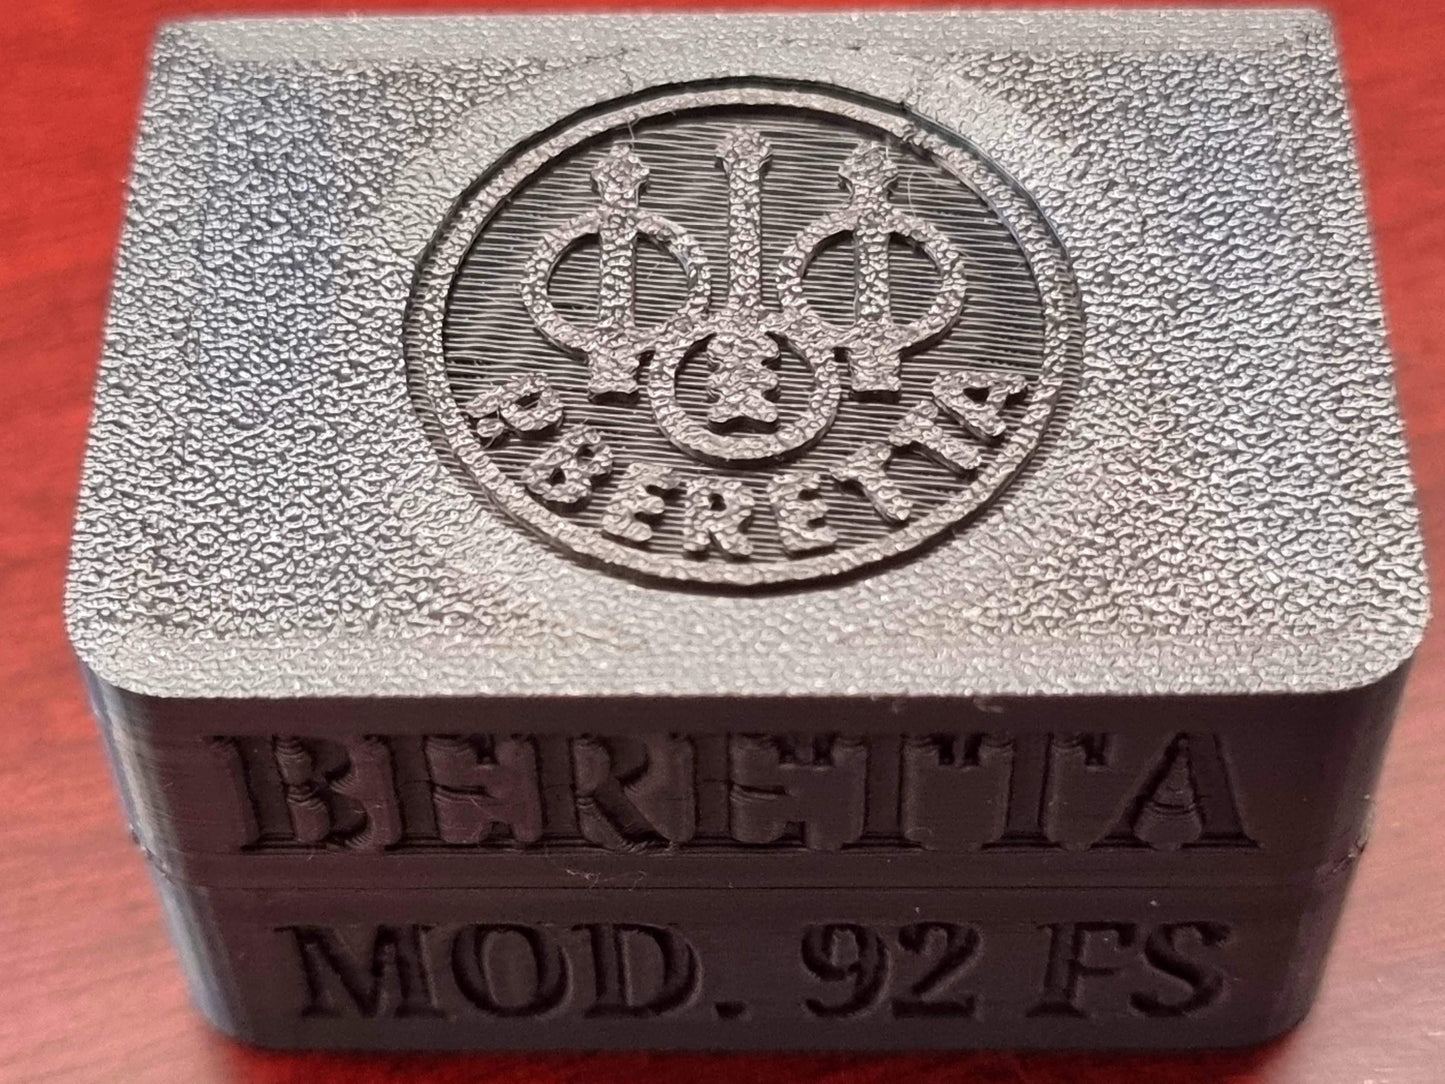 P. BERETTA
BERETTA
MOD. 92 FS